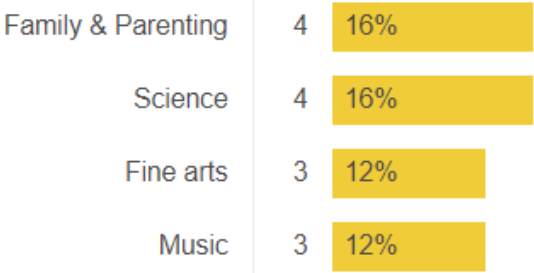 Family & Parenting 4 16%
Science 4 16%
Fine arts 3 12%
Music 3 12%